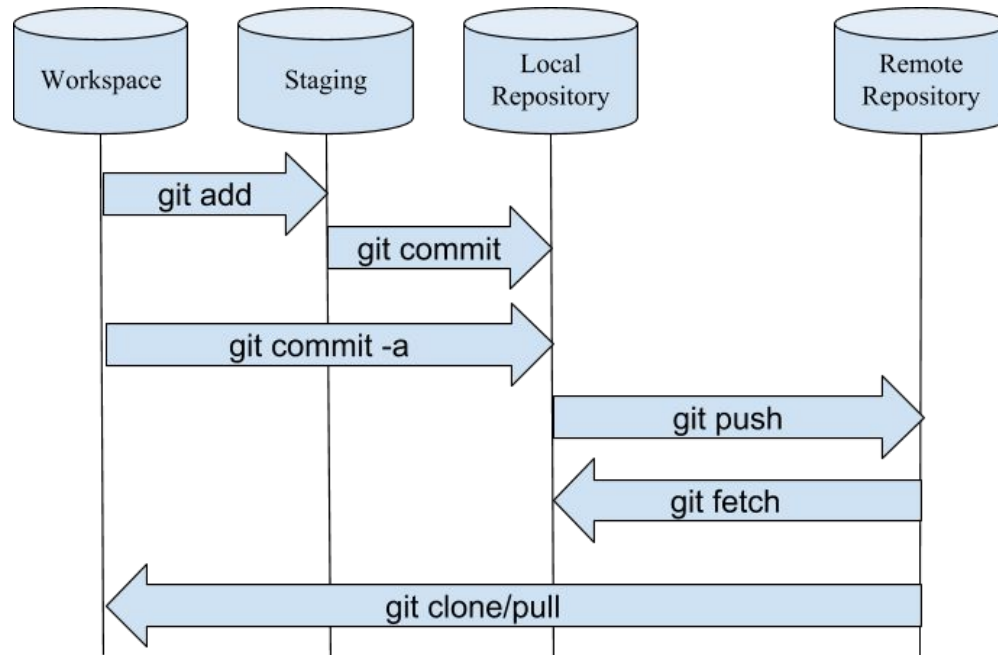 Workspace
Staging
Local
Repository
Remote
Repository
git add
git commit
git commit -a
git push
git fetch
git clone/pull